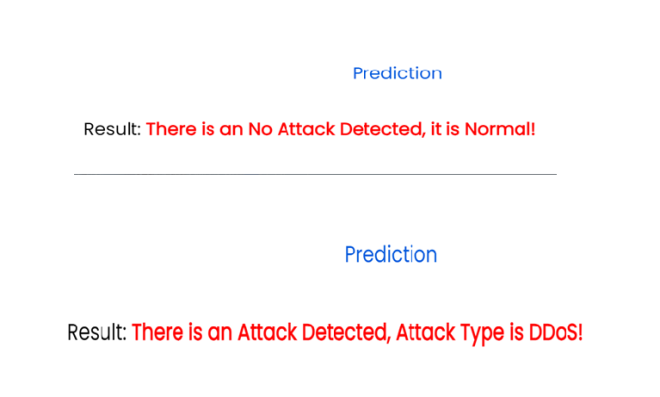 Prediction
Result: There is an No Attack Detected, it is Normal!
Prediction
Result: There is an Attack Detected, Attack Type is DDoS!